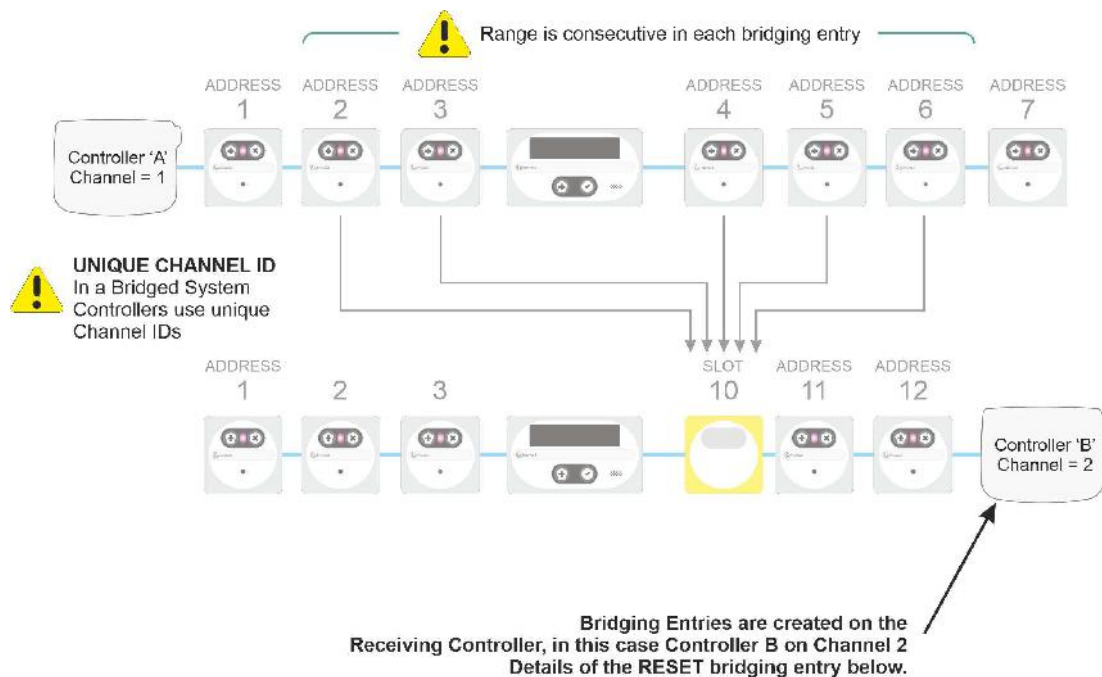 Range is consecutive in each bridging entry
ADDRESS ADDRESS ADDRESS ADDRESS ADDRESS ADDRESS ADDRESS
1 2 3 4 5 6 7
Controller 'A'
Channel = 1
UNIQUE CHANNEL ID
In a Bridged System
Controllers use unique
Channel IDs
ADDRESS SLOT ADDRESS ADDRESS
1 2 3 10 11 12
Controller 'B'
Channel = 2
Bridging Entries are created on the
Receiving Controller, in this case Controller B on Channel 2
Details of the RESET bridging entry below.